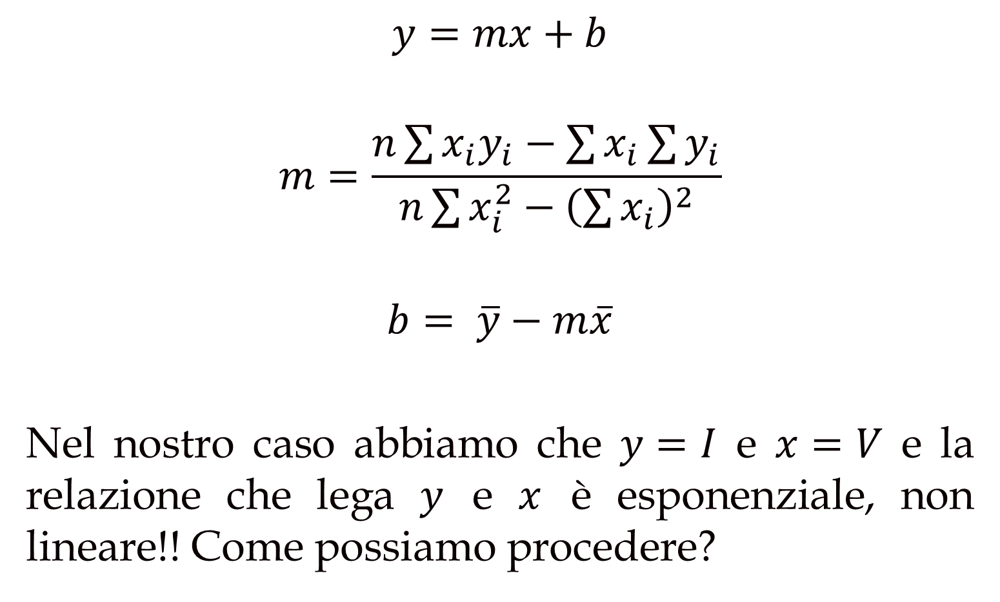 y = mx + b
m = \frac{n \sum x_i y_i - \sum x_i \sum y_i}{n \sum x_i^2 - (\sum x_i)^2}
b = \bar{y} - m\bar{x}
Nel nostro caso abbiamo che y = I e x = V e la
relazione che lega y e x è esponenziale, non
lineare!! Come possiamo procedere?